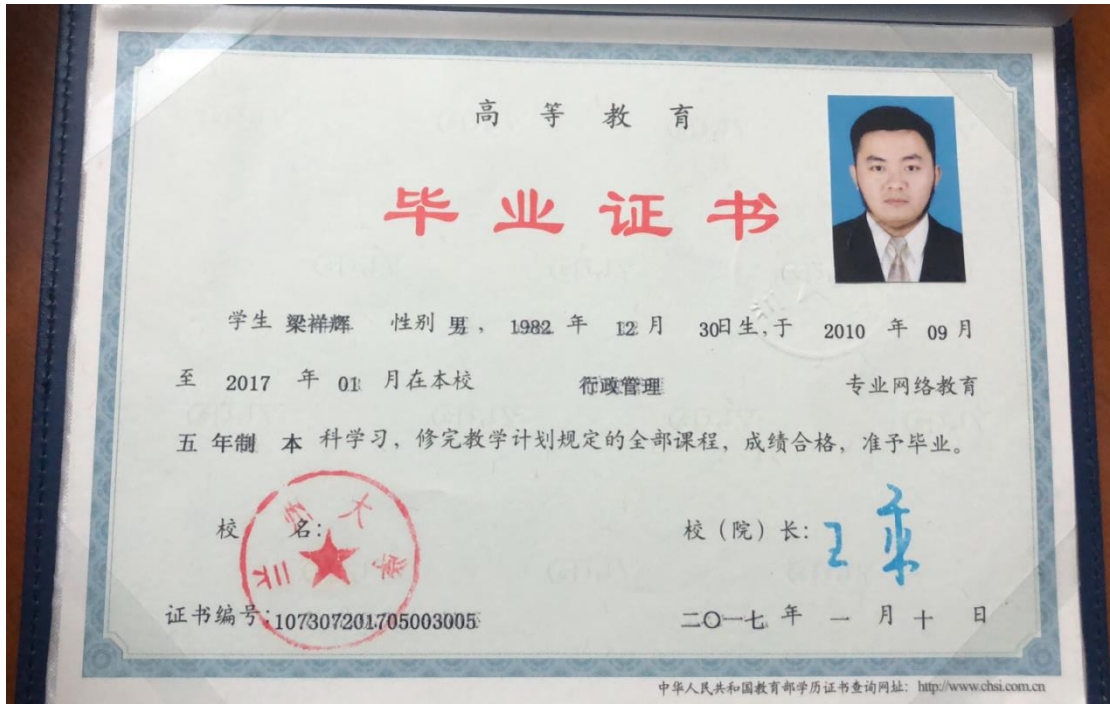 高等教育
毕业证书
学生 梁祥辉 性别 男， 1982 年 12 月 30日生，于 2010 年 09 月
至 2017 年 01 月在本校 行政管理 专业网络教育
五 年制 本 科学习，修完教学计划规定的全部课程，成绩合格，准予毕业。
校 名： 校（院）长：
大学
证书编号：107307201705003005 二〇一七 年 一 月 十 日
中华人民共和国教育部学历证书查询网址：http://www.chsi.com.cn